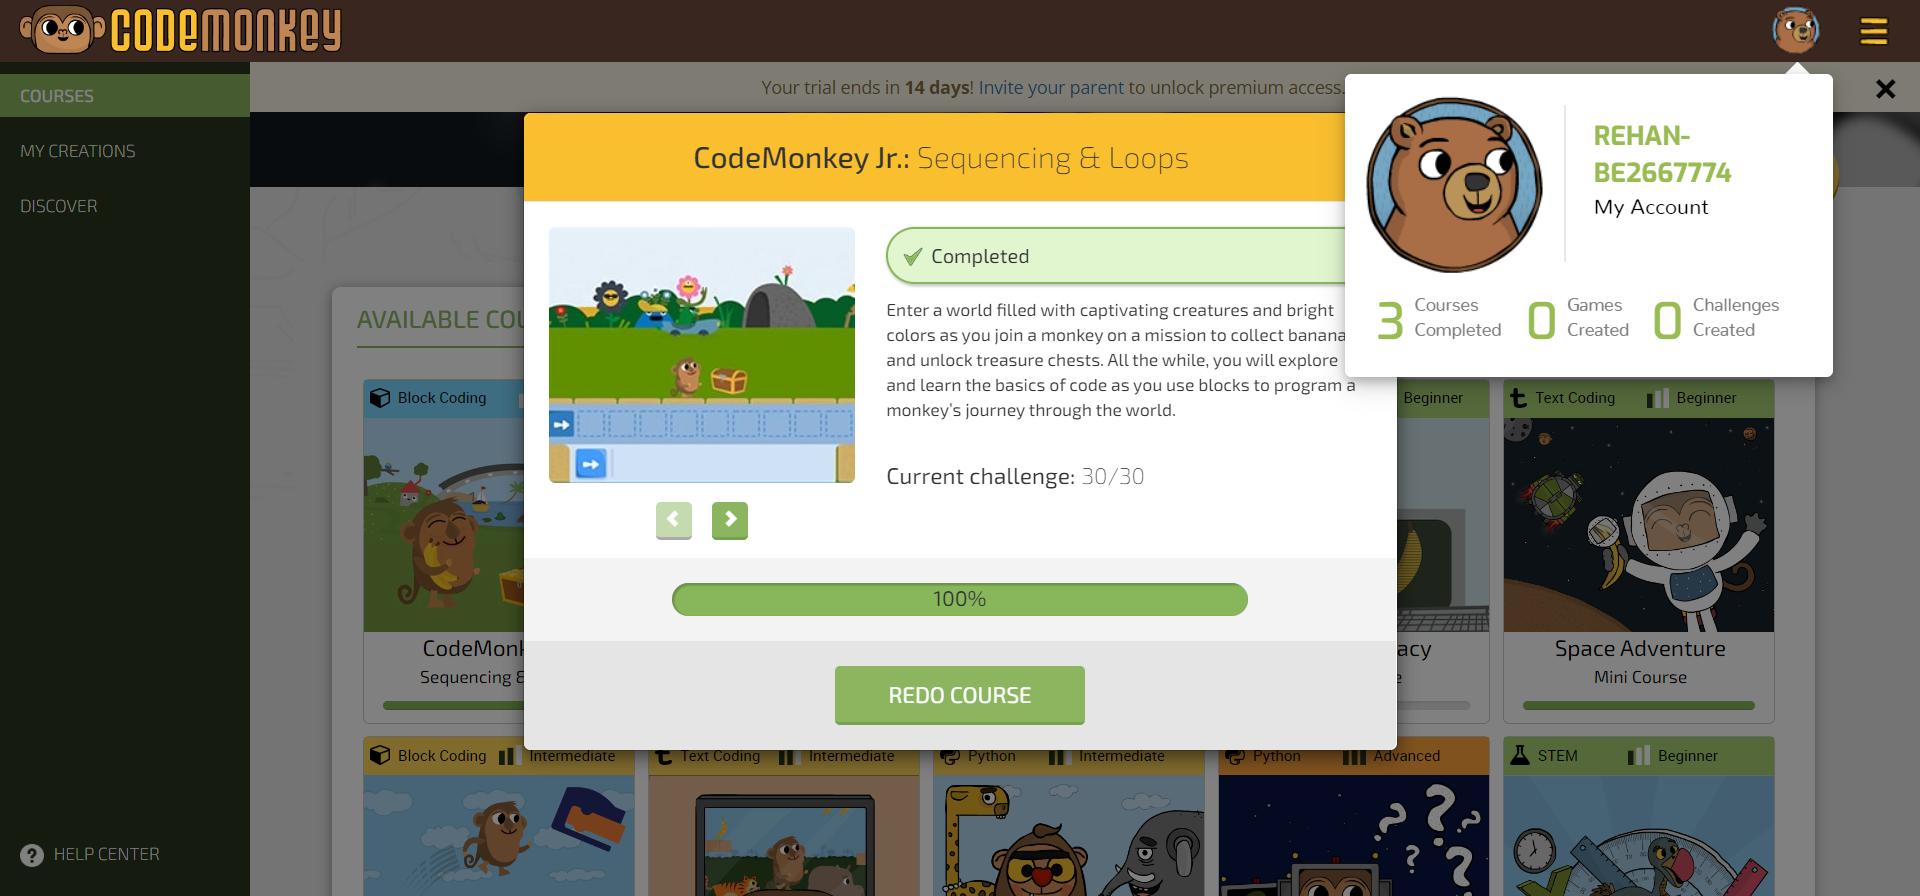 CODEMONKEY
COURSES
MY CREATIONS
DISCOVER
HELP CENTER
Your trial ends in 14 days! Invite your parent to unlock premium access.
REHAN-
BE2667774
My Account
3 Courses Completed
0 Games Created
0 Challenges Created
CodeMonkey Jr.: Sequencing & Loops
Completed
Enter a world filled with captivating creatures and bright
colors as you join a monkey on a mission to collect banana
and unlock treasure chests. All the while, you will explore
and learn the basics of code as you use blocks to program a
monkey's journey through the world.
Current challenge: 30/30
100%
REDO COURSE
AVAILABLE COU
Block Coding
Beginner
Text Coding Beginner
CodeMonk
Sequencing &
acy
Space Adventure
Mini Course
Block Coding Intermediate
Text Coding Intermediate
Python Intermediate
Python Advanced
STEM Beginner